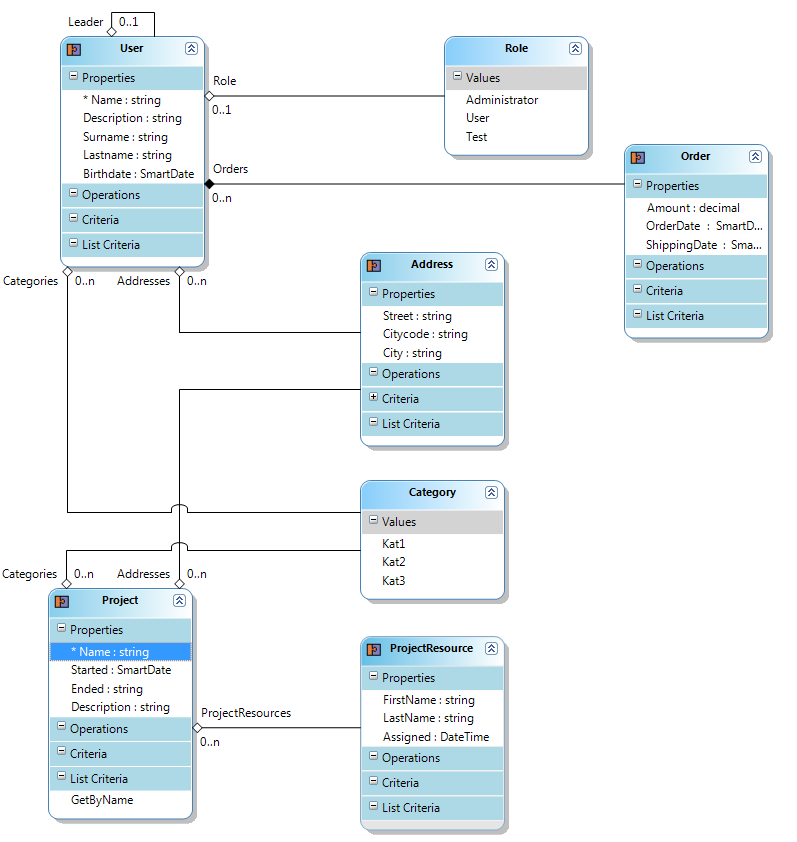 Leader 0..1
User
Properties
* Name : string
Description : string
Surname : string
Lastname : string
Birthdate : SmartDate
Operations
Criteria
List Criteria
Role
0..1
Role
Values
Administrator
User
Test
Orders
0..n
Order
Properties
Amount : decimal
OrderDate : SmartD...
ShippingDate : Sma...
Operations
Criteria
List Criteria
Categories 0..n Addresses 0..n
Address
Properties
Street : string
Citycode : string
City : string
Operations
Criteria
List Criteria
Category
Values
Kat1
Kat2
Kat3
Categories 0..n Addresses 0..n
Project
Properties
* Name : string
Started : SmartDate
Ended : string
Description : string
Operations
Criteria
List Criteria
GetByName
ProjectResources
0..n
ProjectResource
Properties
FirstName : string
LastName : string
Assigned : DateTime
Operations
Criteria
List Criteria